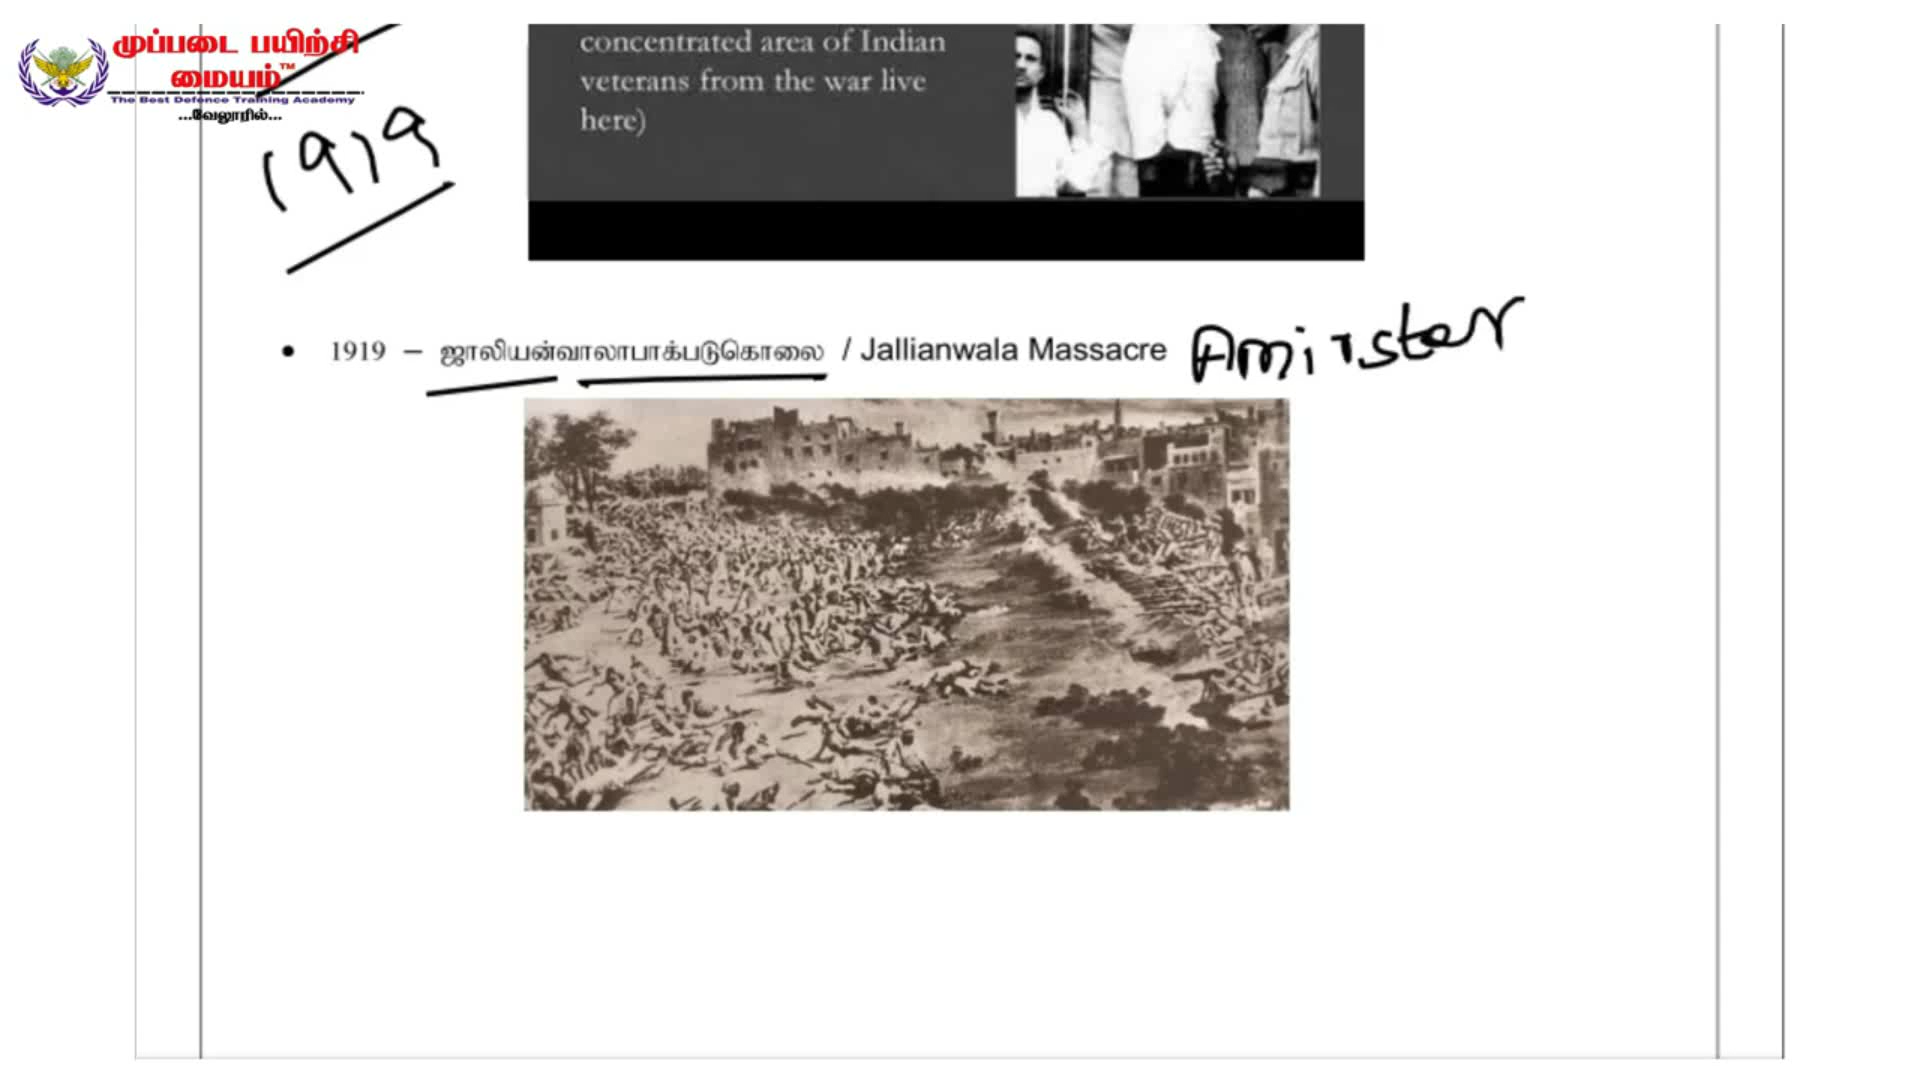 முப்படை பயிற்சி
மையம்™
The Best Defence Training Academy
...வேலூரில்...
concentrated area of Indian
veterans from the war live
here)
1919
• 1919 – ஜாலியன்வாலாபாக்படுகொலை / Jallianwala Massacre Amirster